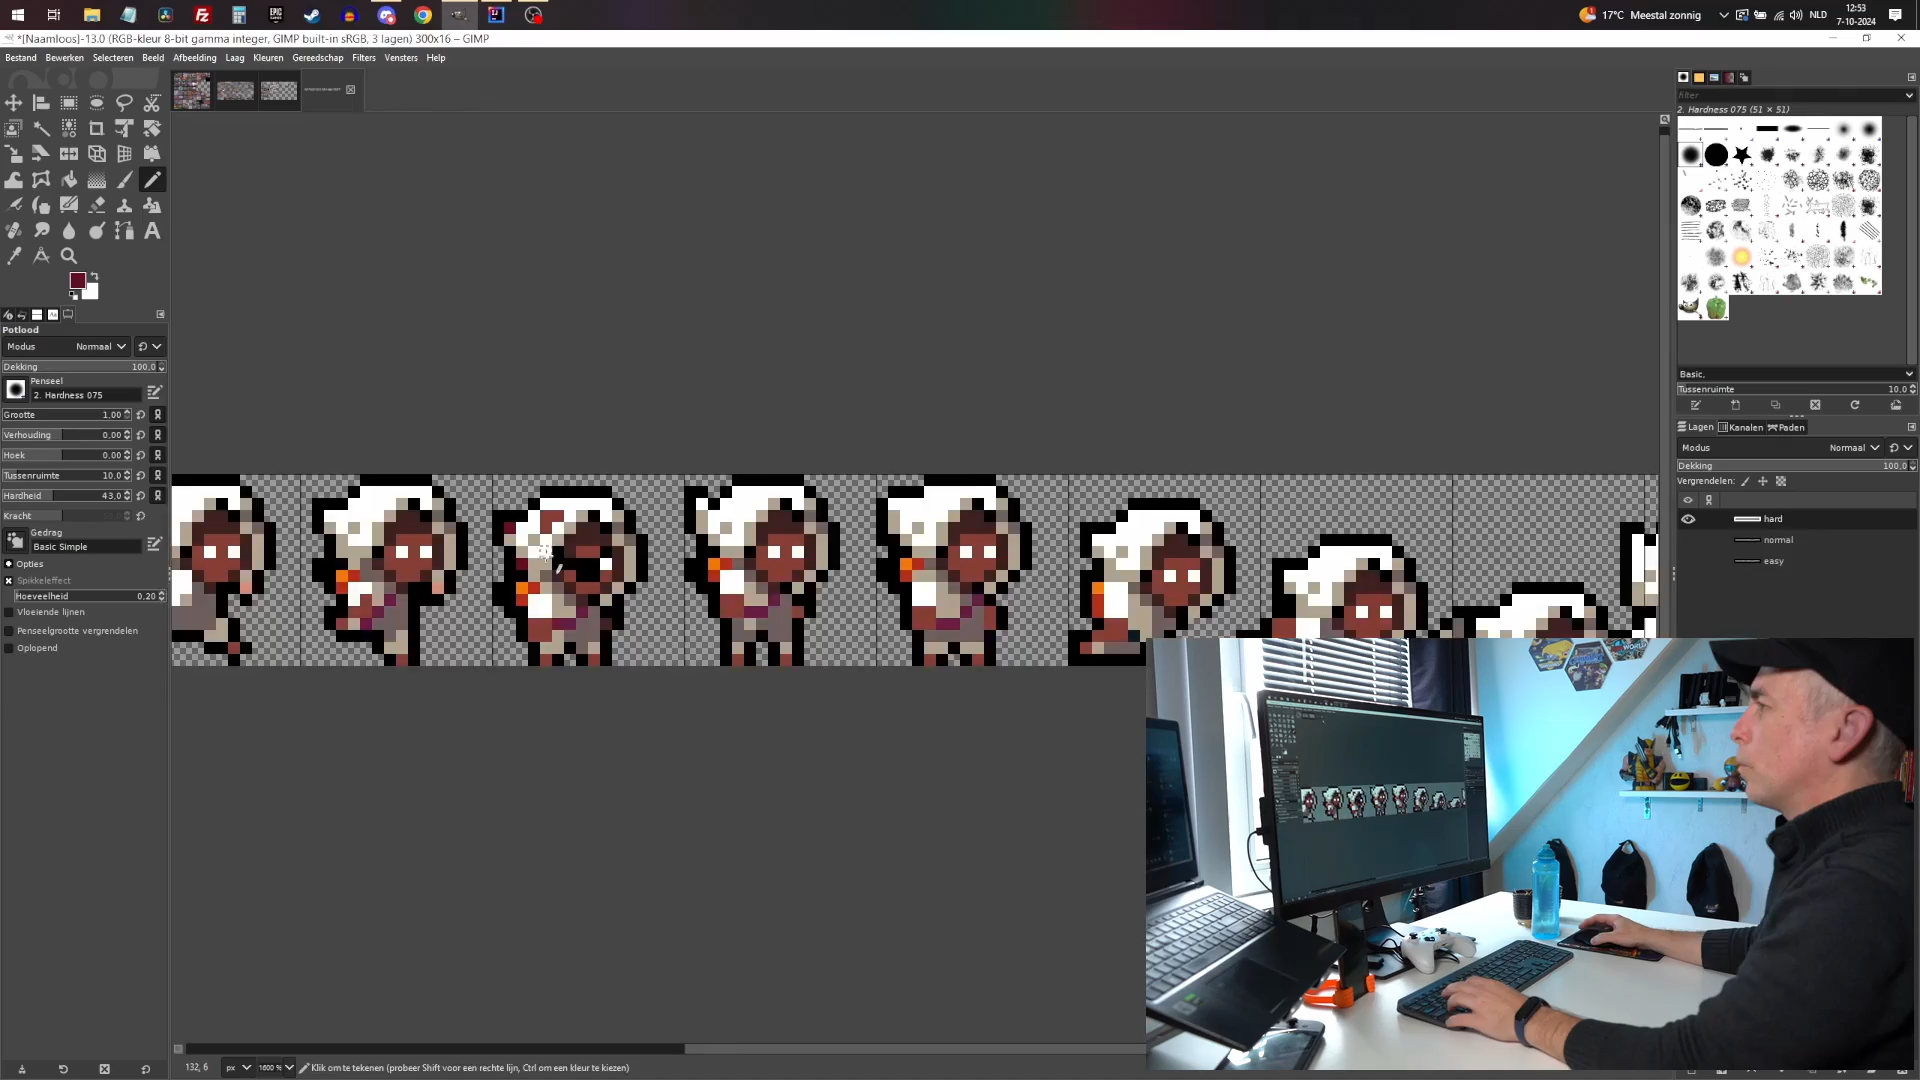 17°C Meestal zonnig
NLD
12:53
7-10-2024
*[Naamloos]-13.0 (RGB-kleur 8-bit gamma integer, GIMP built-in sRGB, 3 lagen) 300x16 – GIMP
Bestand Bewerken Selecteren Beeld Afbeelding Laag Kleuren Gereedschap Filters Vensters Help
Filter
2. Hardness 075 (51 × 51)
Potlood
Modus Normaal
Dekking 100,0
Penseel
2. Hardness 075
Grootte 1,00
Verhouding 0,00
Hoek 0,00
Tussenruimte 10,0
Hardheid 43,0
Kracht
Gedrag
Basic Simple
Opties
Spikkeleffect
Hoeveelheid 0,20
Vloeiende lijnen
Penseelgrootte vergrendelen
Oplopend
Basic,
Tussenruimte 10,0
Lagen Kanalen Paden
Modus Normaal
Dekking 100,0
Vergrendelen:
hard
normal
easy
132, 6 px 1600 % Klik om te tekenen (probeer Shift voor een rechte lijn, Ctrl om een kleur te kiezen)